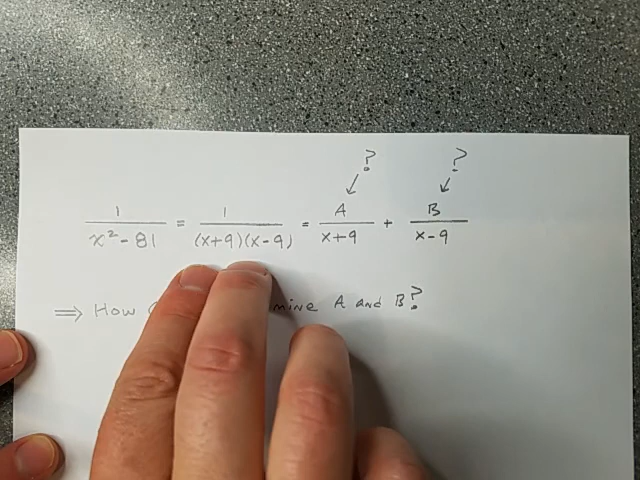 ? ?
1/(x² - 81) = 1/((x+9)(x-9)) = A/(x+9) + B/(x-9)
⇒ How mine A and B?